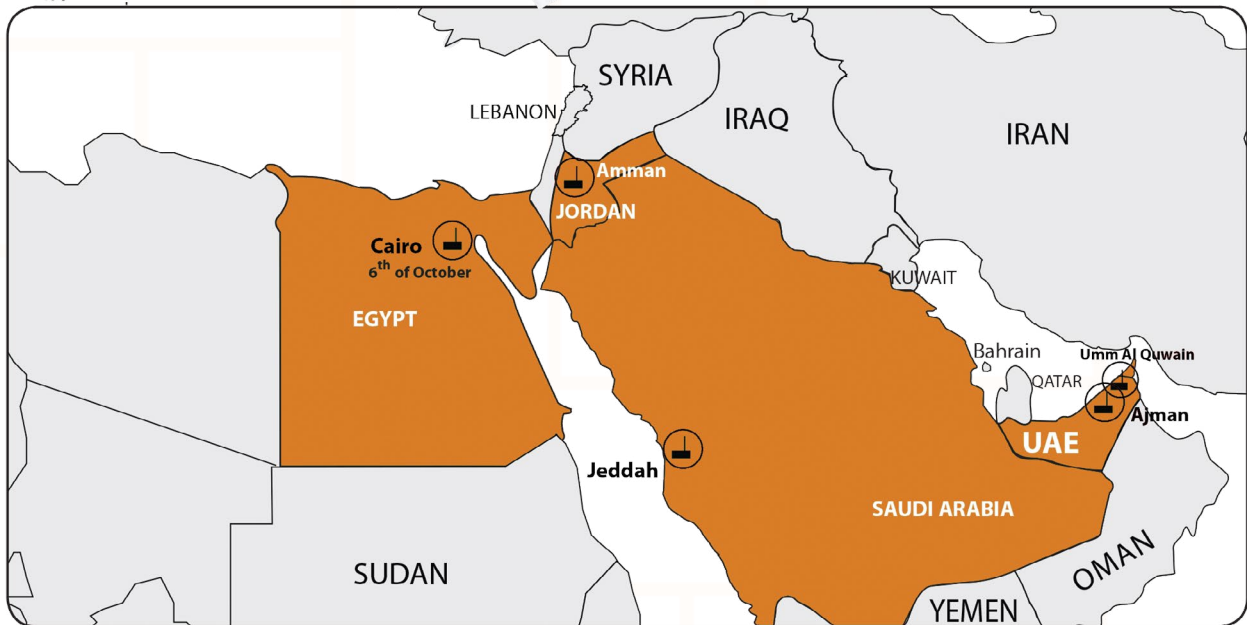 SYRIA
LEBANON
IRAQ
IRAN
Amman
JORDAN
Cairo
6th of October
KUWAIT
EGYPT
Bahrain
Umm Al Quwain
QATAR
Ajman
UAE
Jeddah
SAUDI ARABIA
OMAN
SUDAN
YEMEN